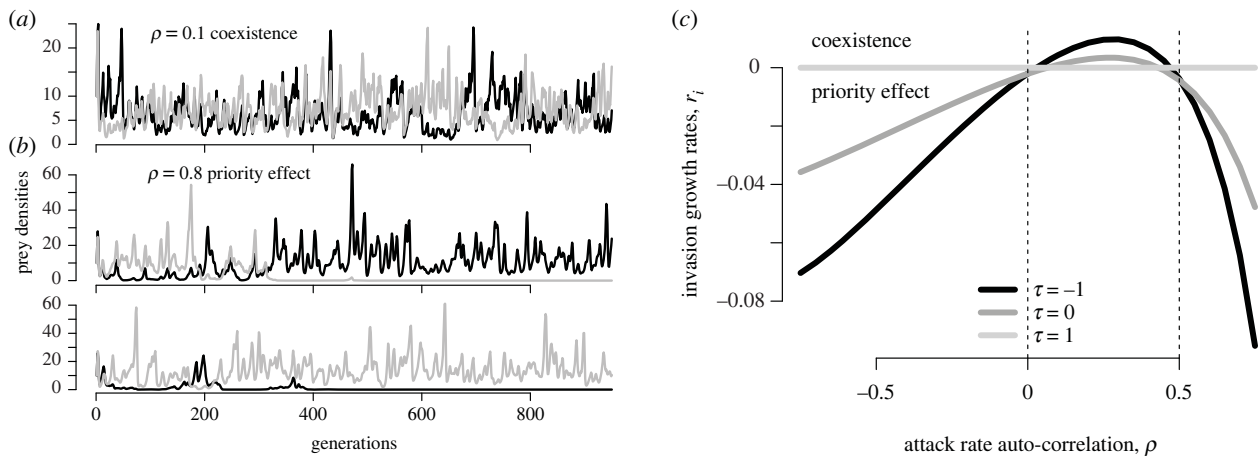 (a)
ρ = 0.1 coexistence
20
15
10
5
0
(b)
ρ = 0.8 priority effect
60
40
20
0
prey densities
60
40
20
0
0
200
400
600
800
generations
(c)
coexistence
priority effect
0
−0.04
−0.08
invasion growth rates, r_i
τ = −1
τ = 0
τ = 1
−0.5
0
0.5
attack rate auto-correlation, ρ